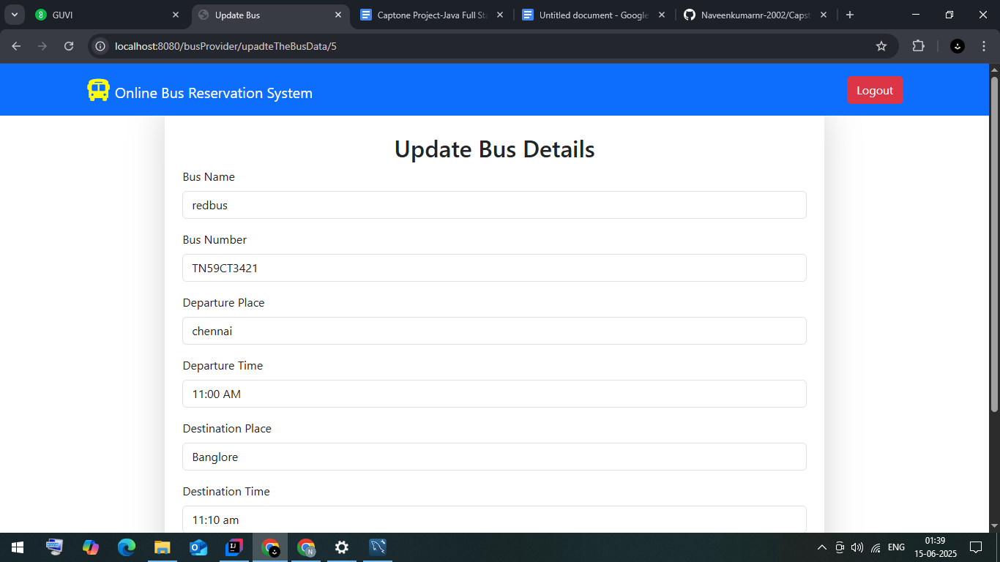 GUVI
Update Bus
Captone Project-Java Full Sta
Untitled document - Google
Naveenkumarnr-2002/Capst
localhost:8080/busProvider/upadteTheBusData/5
Online Bus Reservation System
Logout
Update Bus Details
Bus Name
redbus
Bus Number
TN59CT3421
Departure Place
chennai
Departure Time
11:00 AM
Destination Place
Banglore
Destination Time
11:10 am
ENG
01:39
15-06-2025